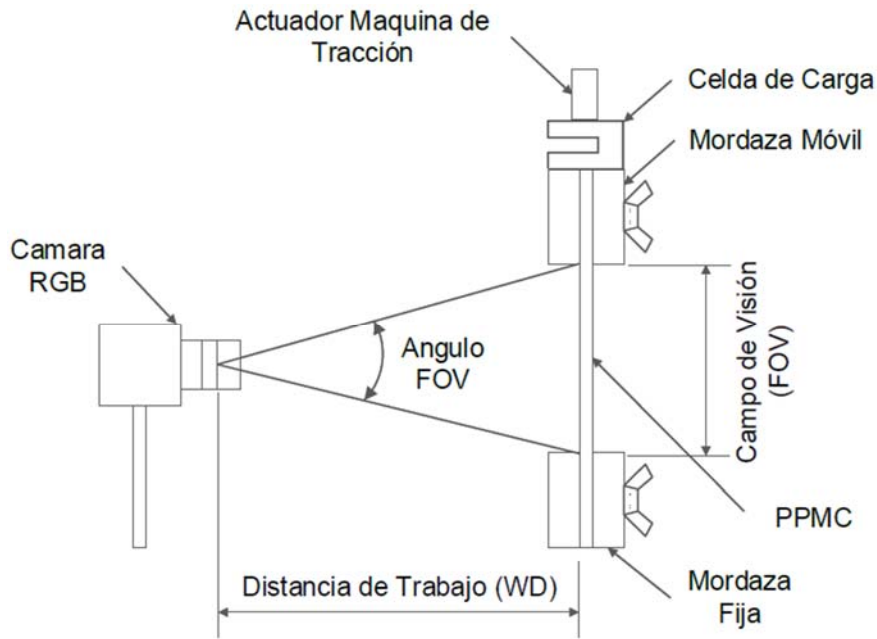 Actuador Maquina de
Tracción
Celda de Carga
Mordaza Móvil
Camara
RGB
Angulo
FOV
Campo de Visión
(FOV)
PPMC
Distancia de Trabajo (WD)
Mordaza
Fija